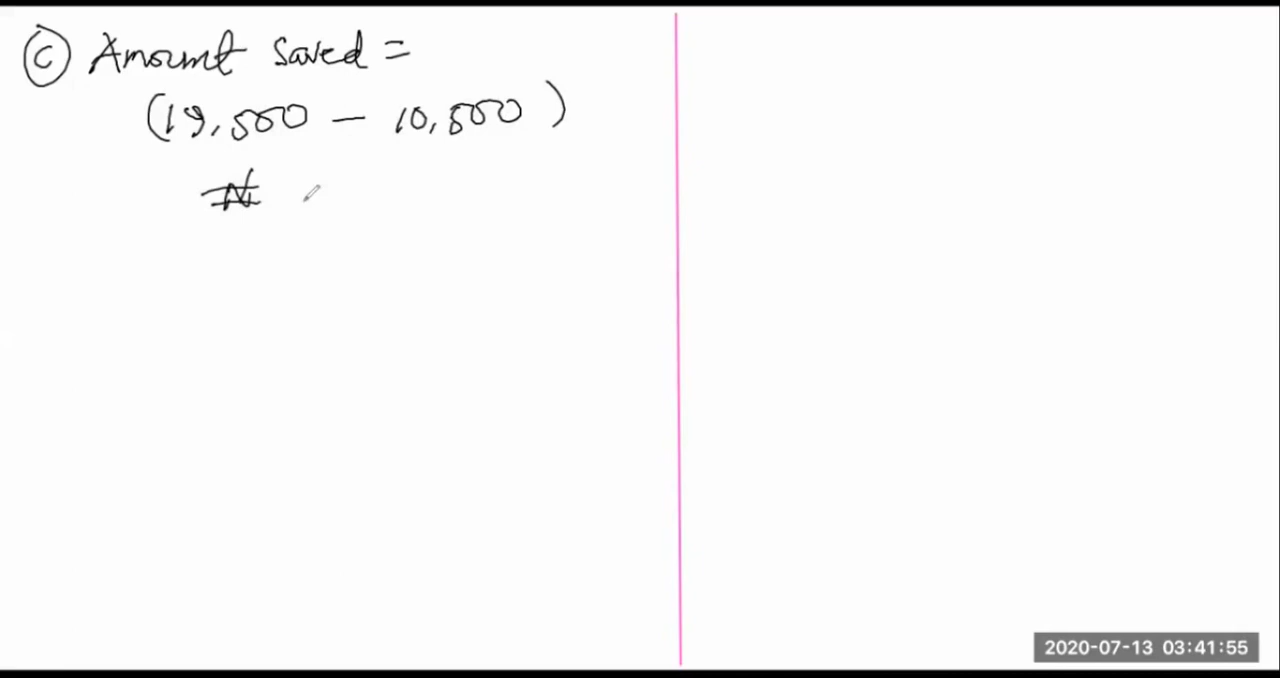 (c) Amount saved =
(19,500 - 10,500)
₦
2020-07-13 03:41:55